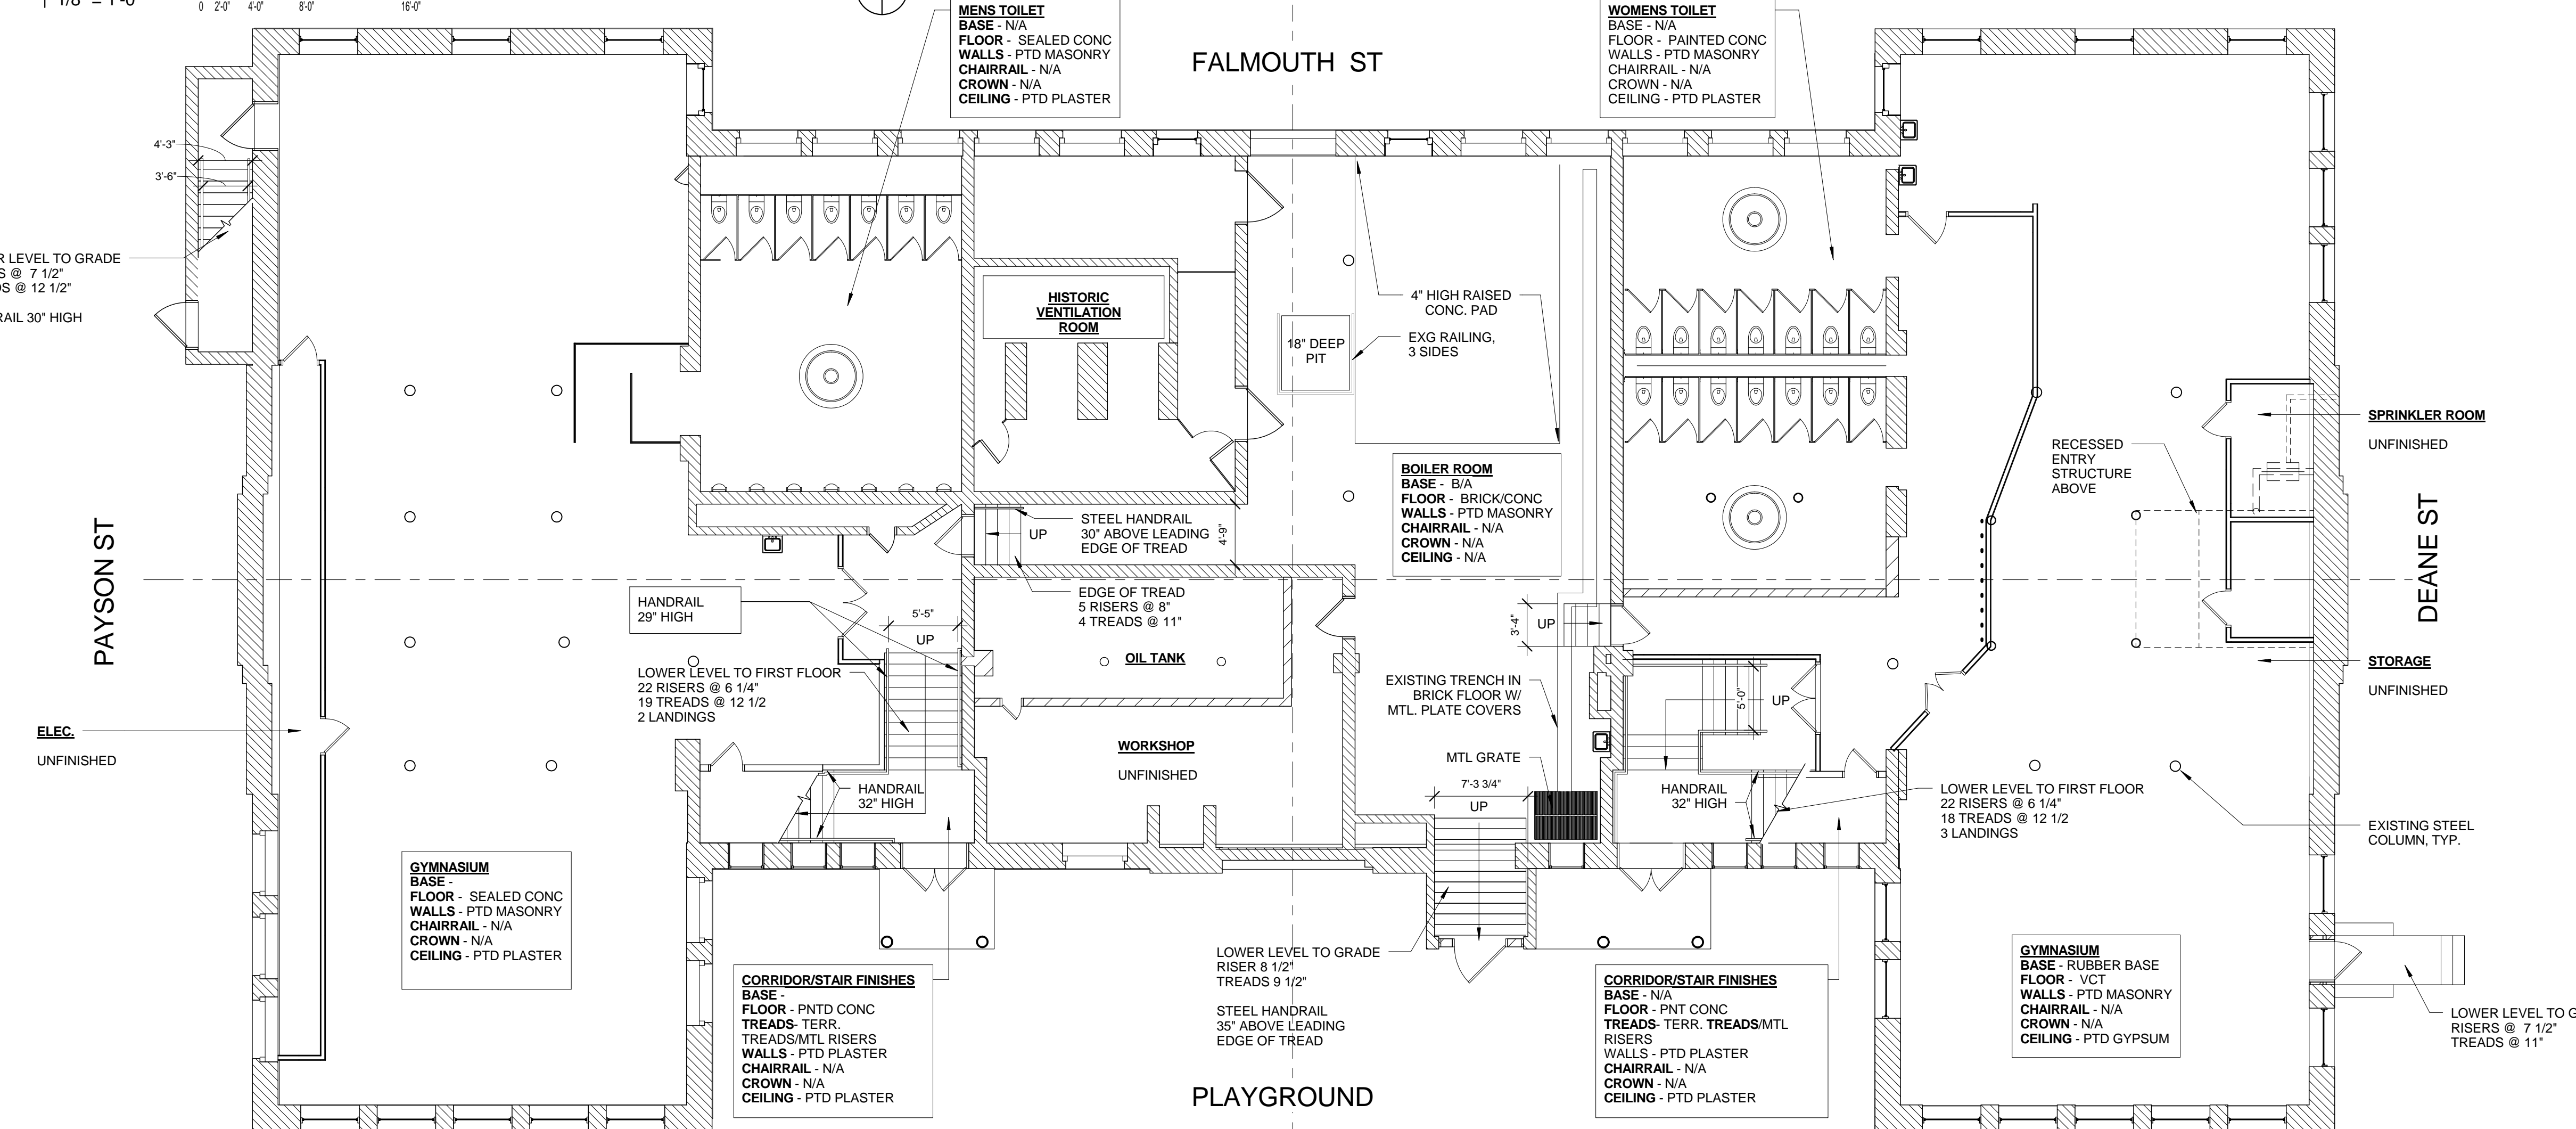 1/8" = 1'-0"
0 2'-0" 4'-0" 8'-0" 16'-0"
MENS TOILET
BASE - N/A
FLOOR - SEALED CONC
WALLS - PTD MASONRY
CHAIRRAIL - N/A
CROWN - N/A
CEILING - PTD PLASTER
FALMOUTH ST
WOMENS TOILET
BASE - N/A
FLOOR - PAINTED CONC
WALLS - PTD MASONRY
CHAIRRAIL - N/A
CROWN - N/A
CEILING - PTD PLASTER
4'-3"
3'-6"
LEVEL TO GRADE
@ 7 1/2"
@ 12 1/2"
30" HIGH
HISTORIC
VENTILATION
ROOM
18" DEEP
PIT
4" HIGH RAISED
CONC. PAD
EXG RAILING,
3 SIDES
BOILER ROOM
BASE - B/A
FLOOR - BRICK/CONC
WALLS - PTD MASONRY
CHAIRRAIL - N/A
CROWN - N/A
CEILING - N/A
RECESSED
ENTRY
STRUCTURE
ABOVE
SPRINKLER ROOM
UNFINISHED
PAYSON ST
DEANE ST
STEEL HANDRAIL
30" ABOVE LEADING
EDGE OF TREAD
UP
4'-9"
EDGE OF TREAD
5 RISERS @ 8"
4 TREADS @ 11"
HANDRAIL
29" HIGH
5'-5"
UP
LOWER LEVEL TO FIRST FLOOR
22 RISERS @ 6 1/4"
19 TREADS @ 12 1/2
2 LANDINGS
OIL TANK
3'-4"
UP
EXISTING TRENCH IN
BRICK FLOOR W/
MTL. PLATE COVERS
5'-0"
UP
STORAGE
UNFINISHED
ELEC.
UNFINISHED
WORKSHOP
UNFINISHED
MTL GRATE
7'-3 3/4"
UP
HANDRAIL
32" HIGH
HANDRAIL
32" HIGH
LOWER LEVEL TO FIRST FLOOR
22 RISERS @ 6 1/4"
18 TREADS @ 12 1/2
3 LANDINGS
EXISTING STEEL
COLUMN, TYP.
GYMNASIUM
BASE -
FLOOR - SEALED CONC
WALLS - PTD MASONRY
CHAIRRAIL - N/A
CROWN - N/A
CEILING - PTD PLASTER
CORRIDOR/STAIR FINISHES
BASE -
FLOOR - PNTD CONC
TREADS- TERR.
TREADS/MTL RISERS
WALLS - PTD PLASTER
CHAIRRAIL - N/A
CROWN - N/A
CEILING - PTD PLASTER
LOWER LEVEL TO GRADE
RISER 8 1/2"
TREADS 9 1/2"
STEEL HANDRAIL
35" ABOVE LEADING
EDGE OF TREAD
PLAYGROUND
CORRIDOR/STAIR FINISHES
BASE - N/A
FLOOR - PNT CONC
TREADS- TERR. TREADS/MTL
RISERS
WALLS - PTD PLASTER
CHAIRRAIL - N/A
CROWN - N/A
CEILING - PTD PLASTER
GYMNASIUM
BASE - RUBBER BASE
FLOOR - VCT
WALLS - PTD MASONRY
CHAIRRAIL - N/A
CROWN - N/A
CEILING - PTD GYPSUM
LOWER LEVEL TO
RISERS @ 7 1/2"
TREADS @ 11"